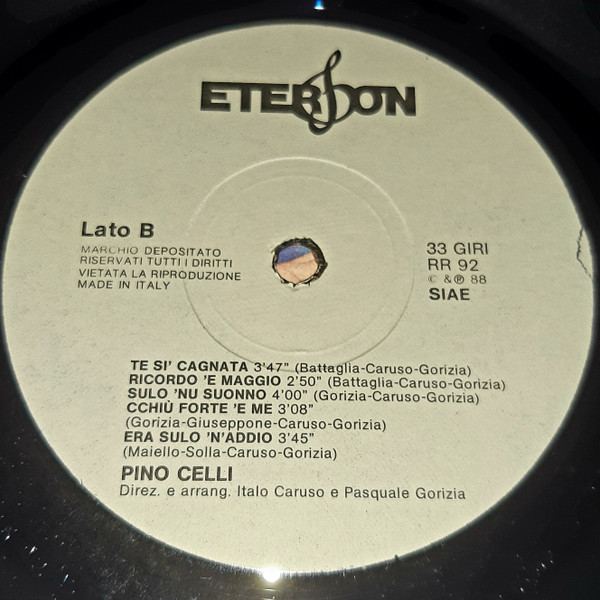 ETERSON
Lato B
MARCHIO DEPOSITATO
RISERVATI TUTTI I DIRITTI
VIETATA LA RIPRODUZIONE
MADE IN ITALY
33 GIRI
RR 92
© & ℗ 88
SIAE
TE SI' CAGNATA 3'47" (Battaglia-Caruso-Gorizia)
RICORDO 'E MAGGIO 2'50" (Battaglia-Caruso-Gorizia)
SULO 'NU SUONNO 4'00" (Gorizia-Caruso)
CCHIÙ FORTE 'E ME 3'08"
(Gorizia-Giuseppone-Caruso-Gorizia)
ERA SULO 'N'ADDIO 3'45"
(Maiello-Solla-Caruso-Gorizia)
PINO CELLI
Direz. e arrang. Italo Caruso e Pasquale Gorizia